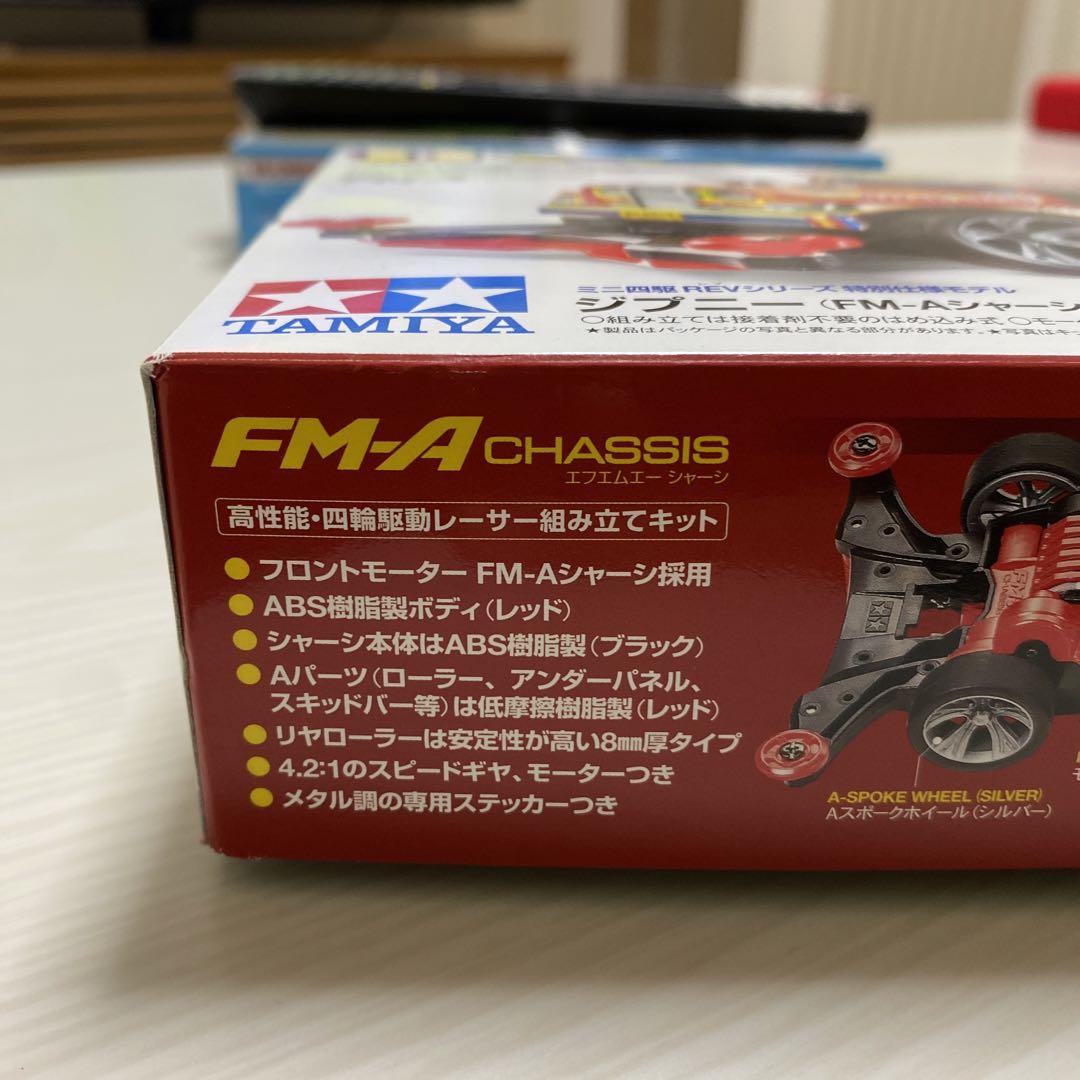 TAMIYA
ミニ四駆 REVシリーズ 特別仕様モデル
ジプニー（FM-Aシャーシ
○組み立ては接着剤不要のはめ込み式 ○モー
★製品はパッケージの写真と異なる部分があります。★写真はキ
FM-A CHASSIS
エフエムエー シャーシ
高性能・四輪駆動レーサー組み立てキット
● フロントモーター FM-Aシャーシ採用
● ABS樹脂製ボディ（レッド）
● シャーシ本体はABS樹脂製（ブラック）
● Aパーツ（ローラー、アンダーパネル、
スキッドバー等）は低摩擦樹脂製（レッド）
● リヤローラーは安定性が高い8㎜厚タイプ
● 4.2:1のスピードギヤ、モーターつき
● メタル調の専用ステッカーつき
FM-A
A-SPOKE WHEEL (SILVER)
Aスポークホイール（シルバー）